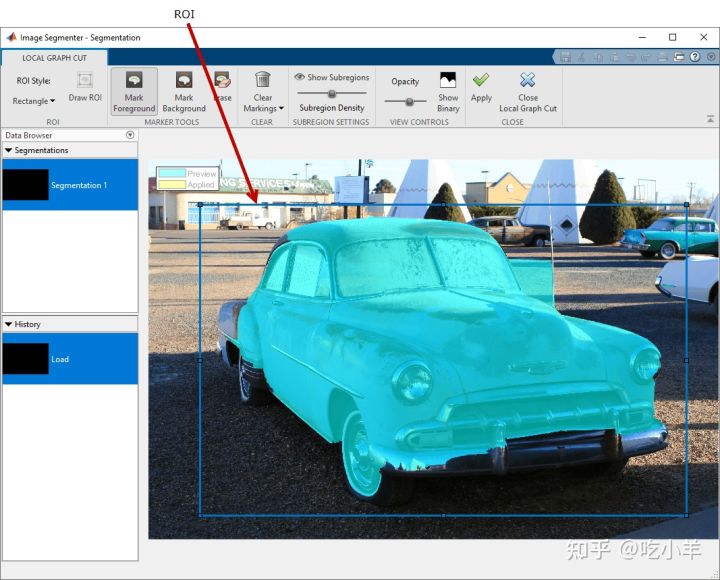 ROI
Image Segmenter - Segmentation
LOCAL GRAPH CUT
ROI Style:
Rectangle
Draw ROI
Mark
Foreground
Mark
Background
Erase
Clear
Markings
Show Subregions
Subregion Density
Opacity
Show
Binary
Apply
Close
Local Graph Cut
ROI
MARKER TOOLS
CLEAR
SUBREGION SETTINGS
VIEW CONTROLS
CLOSE
Data Browser
Segmentations
Segmentation 1
History
Load
Preview
Applied
知乎 @吃小羊